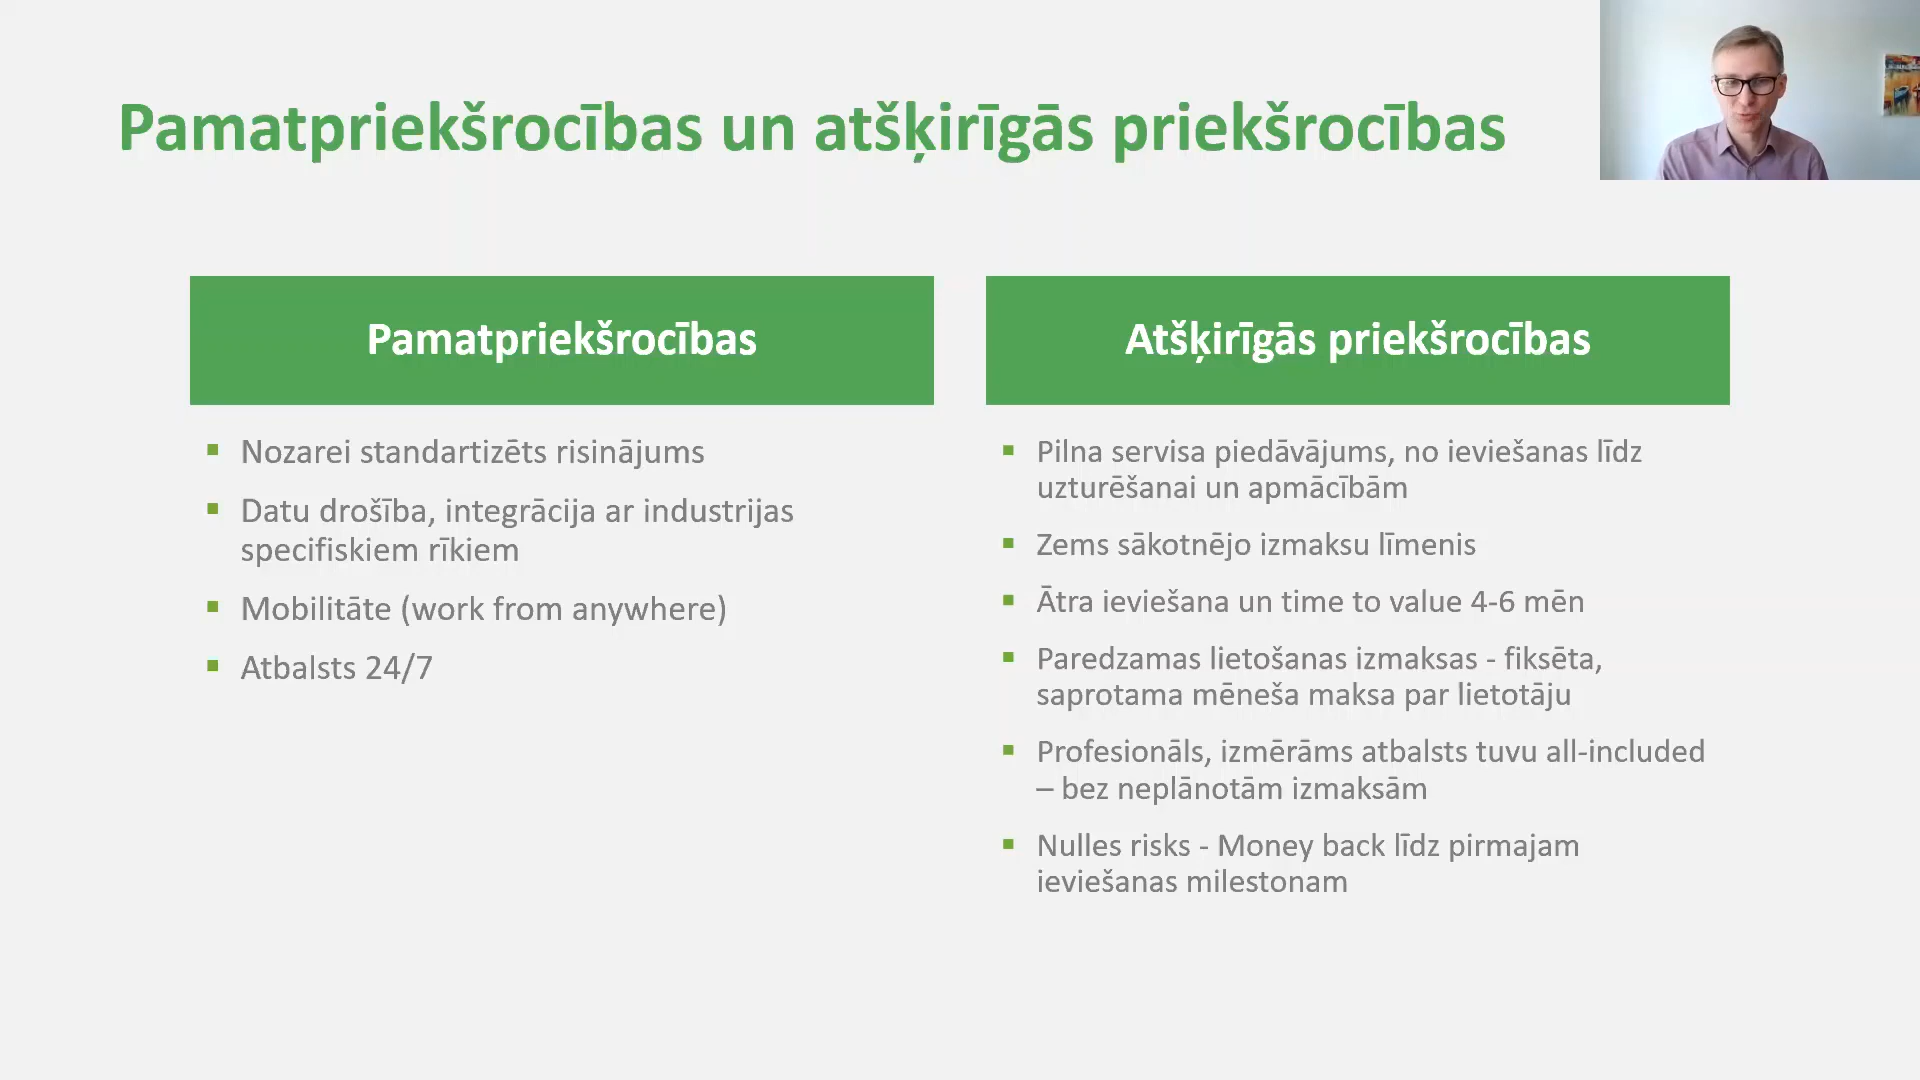 Pamatpriekšrocības un atšķirīgās priekšrocības
Pamatpriekšrocības
Nozarei standartizēts risinājums
Datu drošība, integrācija ar industrijas
specifiskiem rīkiem
Mobilitāte (work from anywhere)
Atbalsts 24/7
Atšķirīgās priekšrocības
Pilna servisa piedāvājums, no ieviešanas līdz
uzturēšanai un apmācībām
Zems sākotnējo izmaksu līmenis
Ātra ieviešana un time to value 4-6 mēn
Paredzamas lietošanas izmaksas - fiksēta,
saprotama mēneša maksa par lietotāju
Profesionāls, izmērāms atbalsts tuvu all-included
– bez neplānotām izmaksām
Nulles risks - Money back līdz pirmajam
ieviešanas milestonam